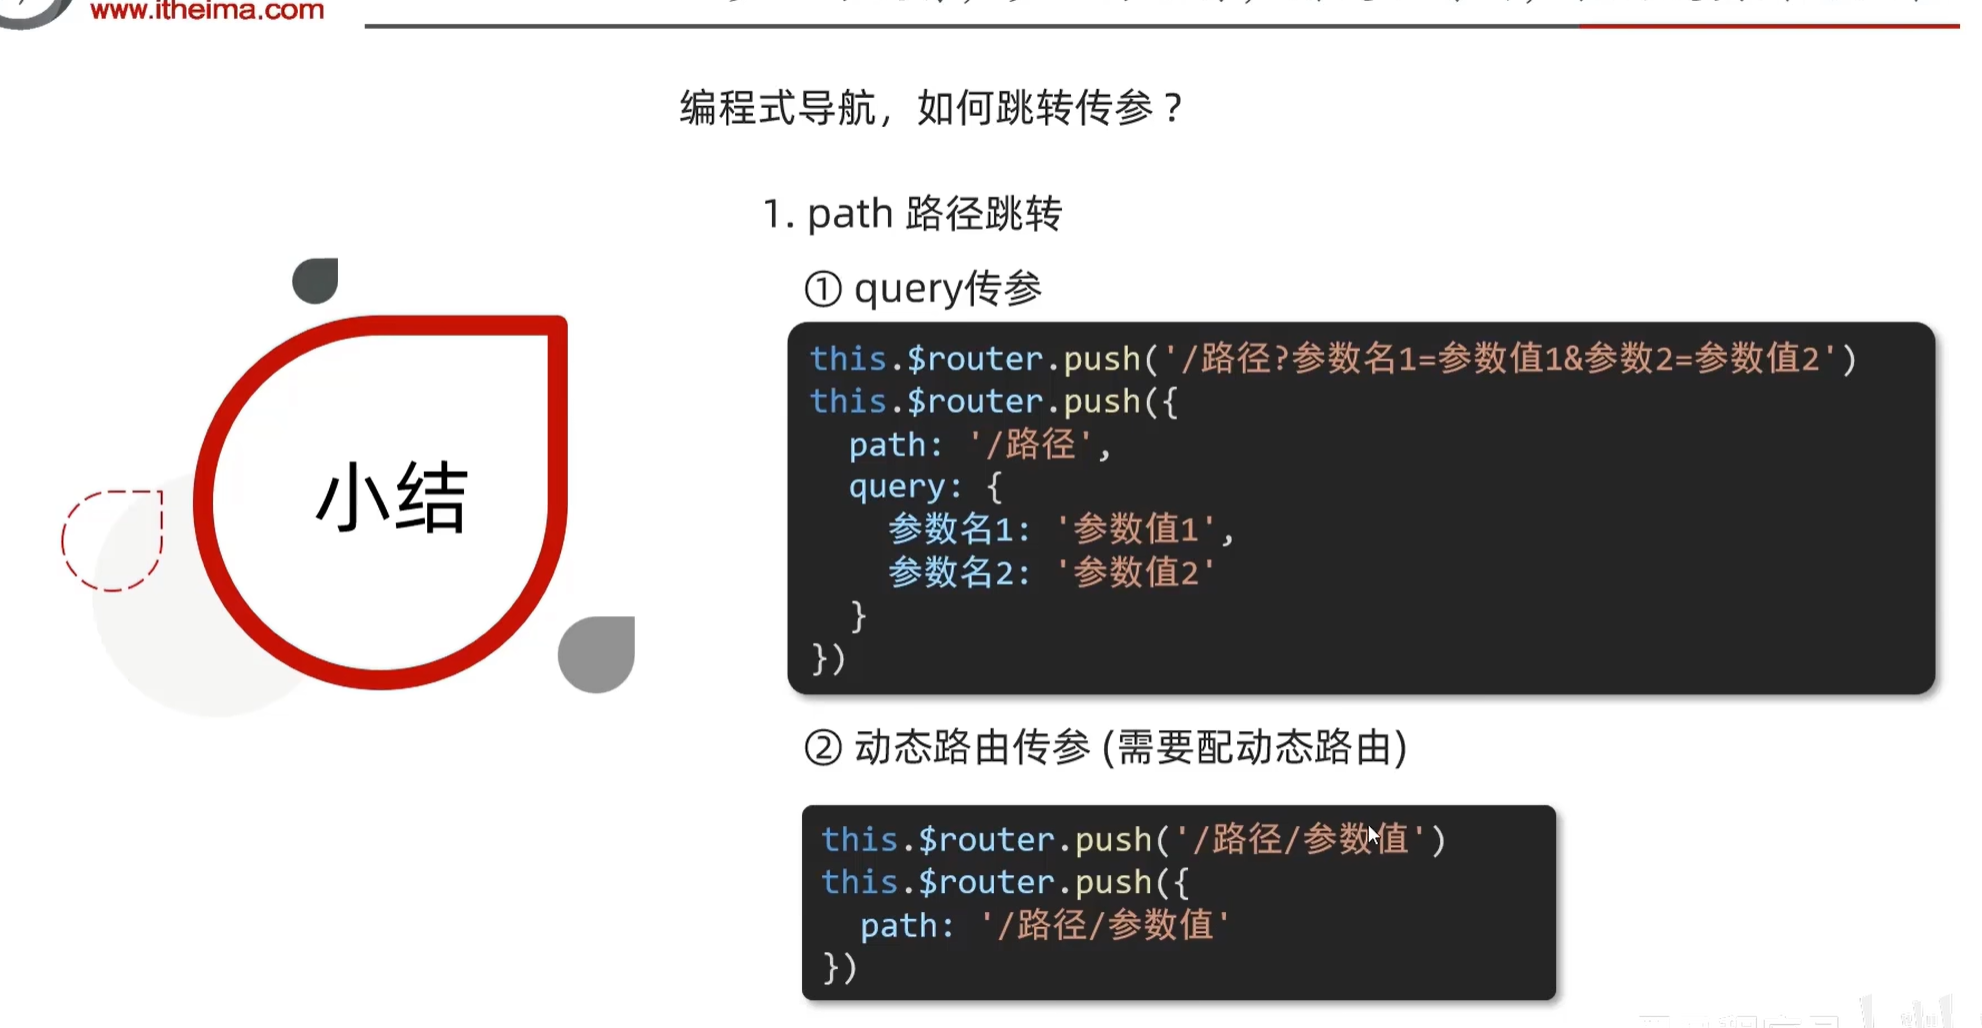 www.itheima.com
编程式导航，如何跳转传参？
1. path 路径跳转
① query传参
this.$router.push('/路径?参数名1=参数值1&参数2=参数值2')
this.$router.push({
  path: '/路径',
  query: {
    参数名1: '参数值1',
    参数名2: '参数值2'
  }
})
小结
② 动态路由传参 (需要配动态路由)
this.$router.push('/路径/参数值')
this.$router.push({
  path: '/路径/参数值'
})